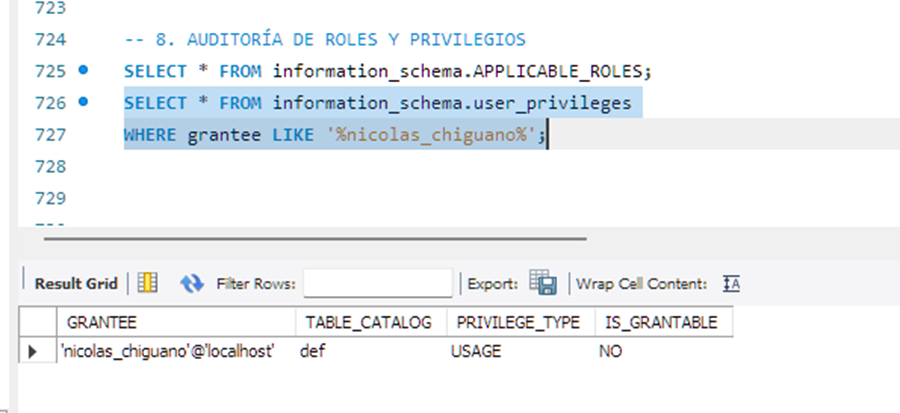 723
724 -- 8. AUDITORÍA DE ROLES Y PRIVILEGIOS
725 SELECT * FROM information_schema.APPLICABLE_ROLES;
726 SELECT * FROM information_schema.user_privileges
727 WHERE grantee LIKE '%nicolas_chiguano%';
728
729
Result Grid Filter Rows: Export: Wrap Cell Content:
GRANTEE TABLE_CATALOG PRIVILEGE_TYPE IS_GRANTABLE
'nicolas_chiguano'@'localhost' def USAGE NO